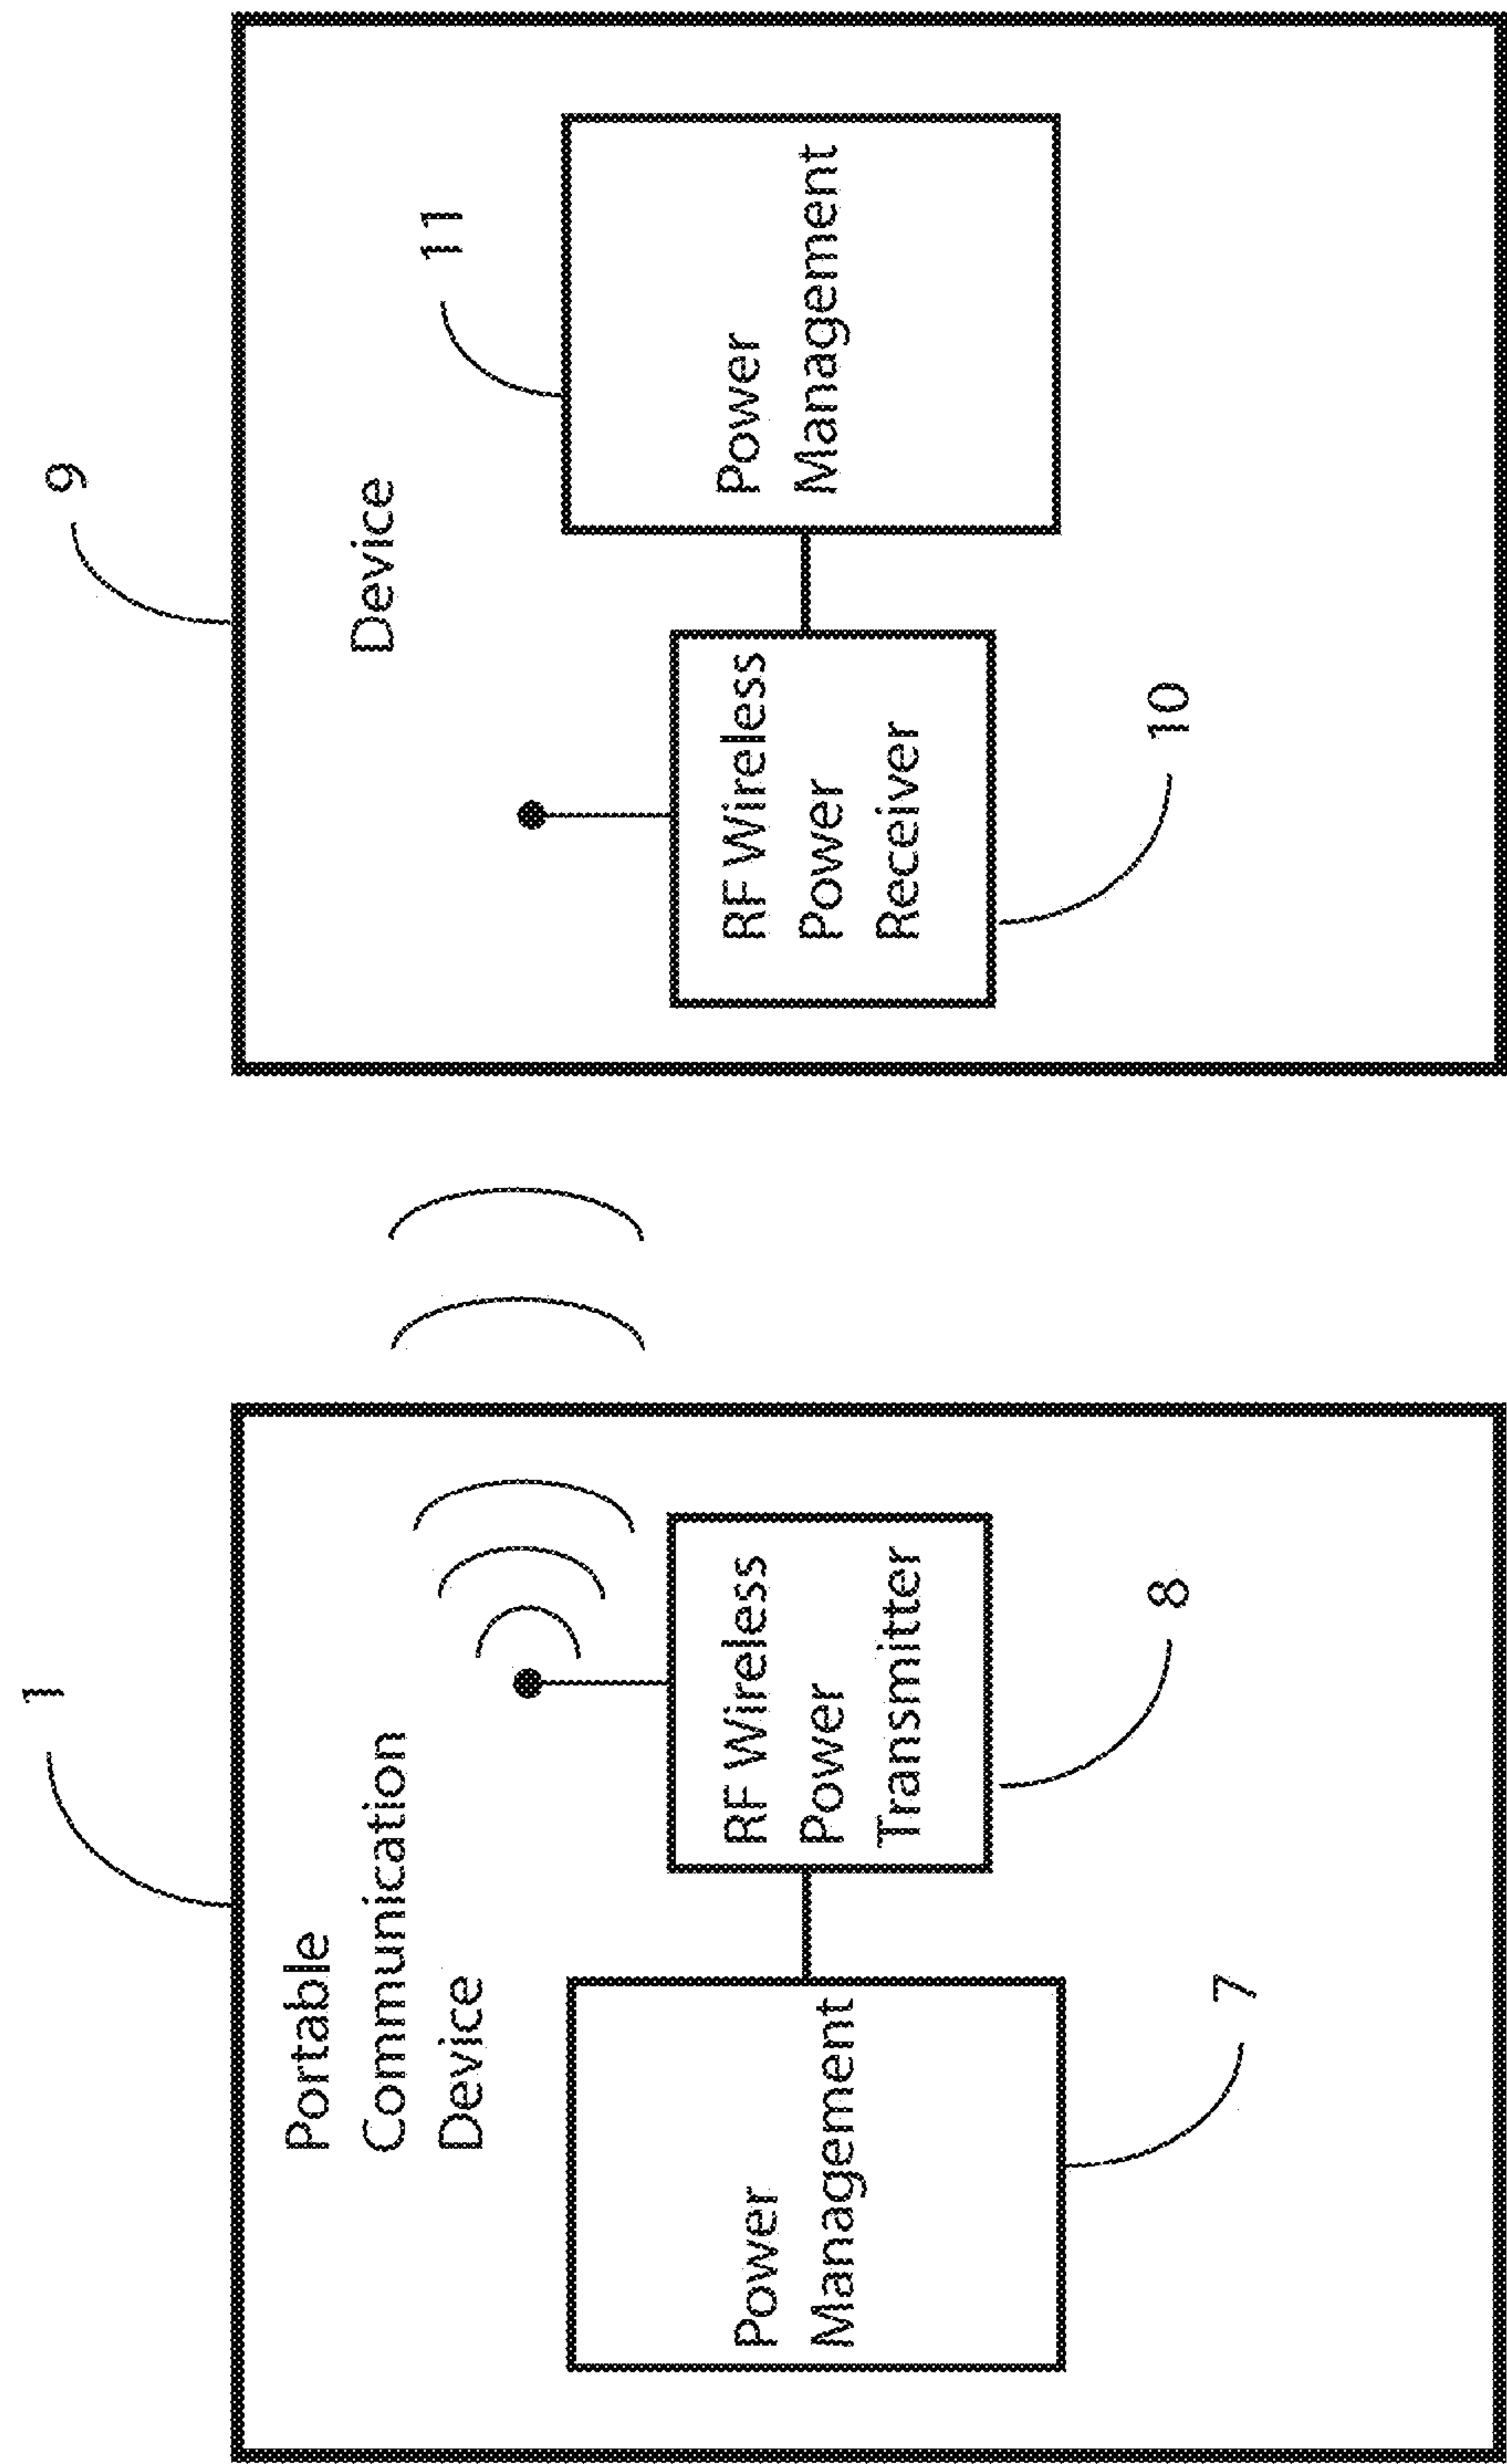 1
Portable
Communication
Device
Power
Management
7
RF Wireless
Power
Transmitter
8
9
Device
RF Wireless
Power
Receiver
10
11
Power
Management